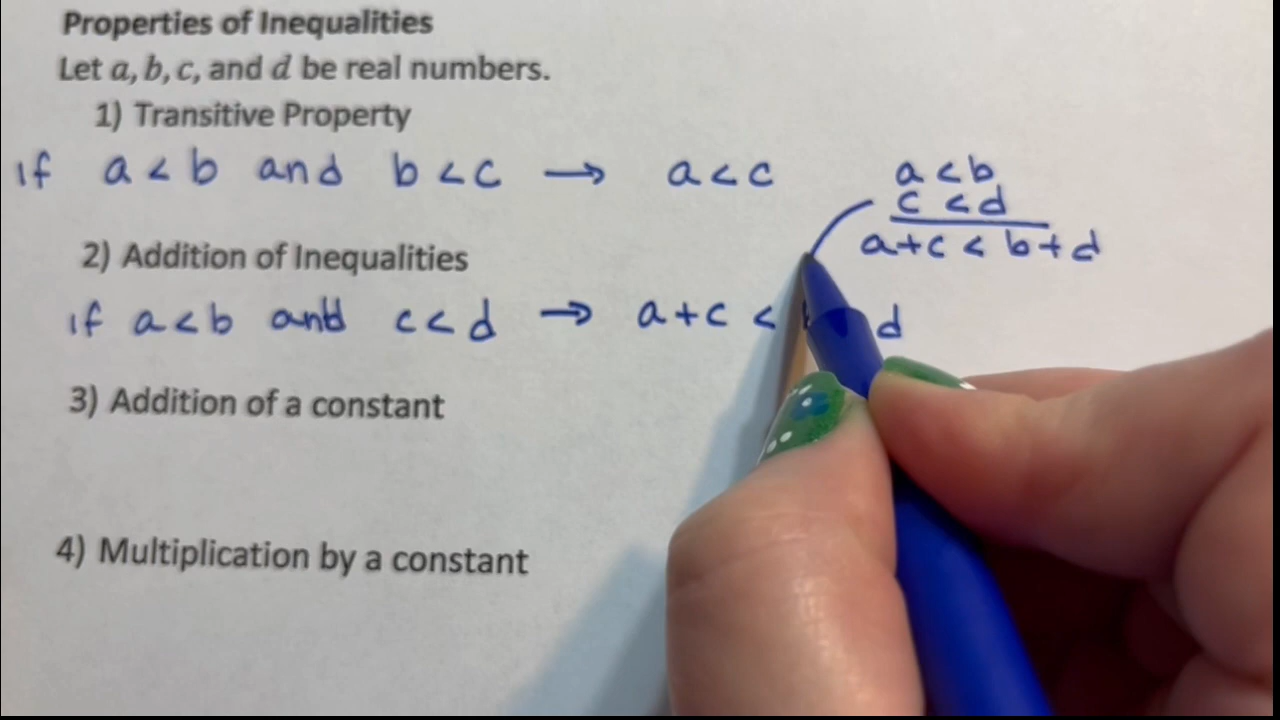 Properties of Inequalities
Let a, b, c, and d be real numbers.
1) Transitive Property
if a < b and b < c → a < c
a < b
c < d
a + c < b + d
2) Addition of Inequalities
if a < b and c < d → a + c < d
3) Addition of a constant
4) Multiplication by a constant